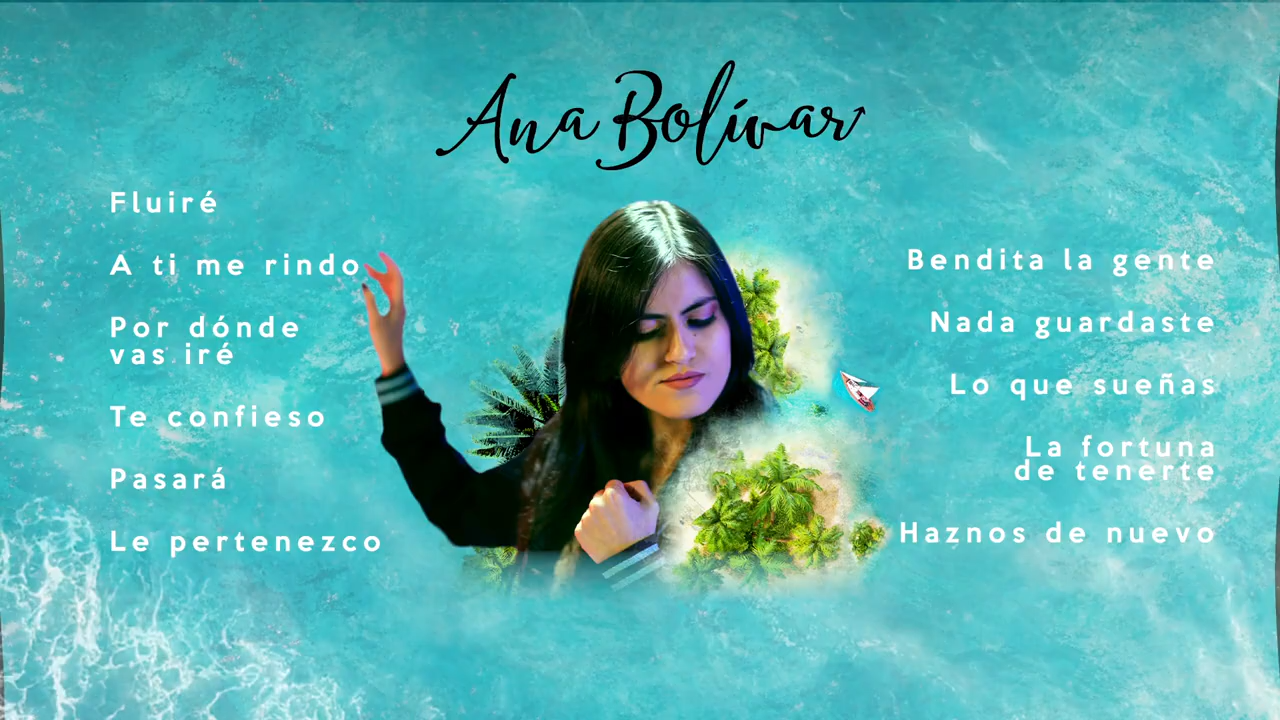 Ana Bolívar
Fluiré
A ti me rindo
Por dónde
vas iré
Te confieso
Pasará
Le pertenezco
Bendita la gente
Nada guardaste
Lo que sueñas
La fortuna
de tenerte
Haznos de nuevo